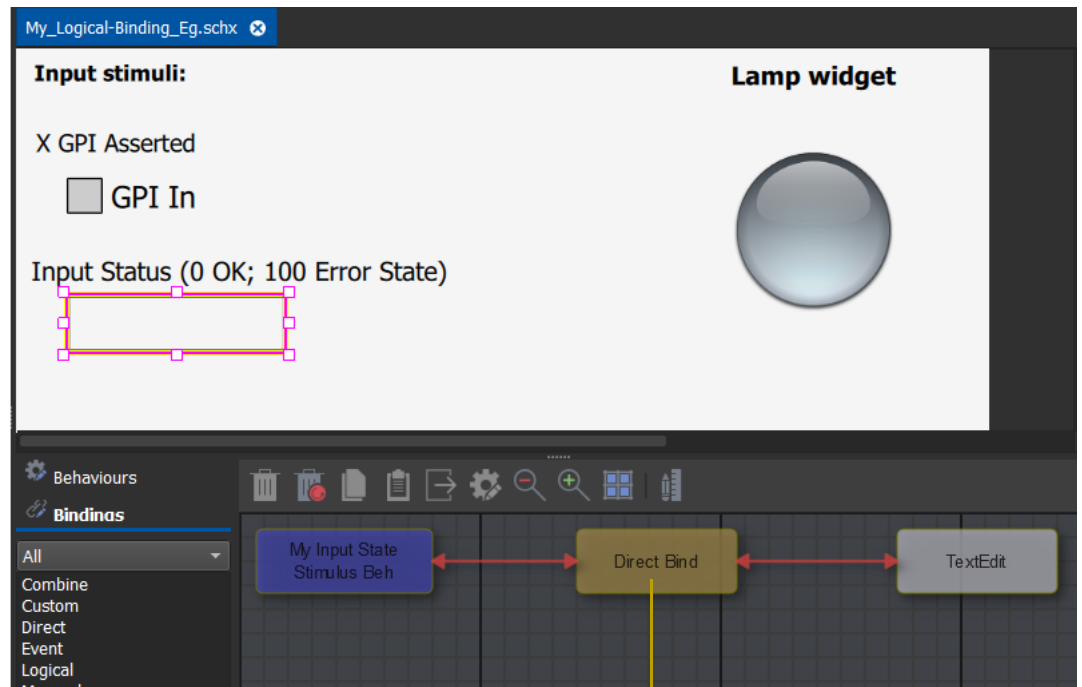 My_Logical-Binding_Eg.schx
Input stimuli:
Lamp widget
X GPI Asserted
GPI In
Input Status (0 OK; 100 Error State)
Behaviours
Bindings
All
Combine
Custom
Direct
Event
Logical
My Input State
Stimulus Beh
Direct Bind
TextEdit